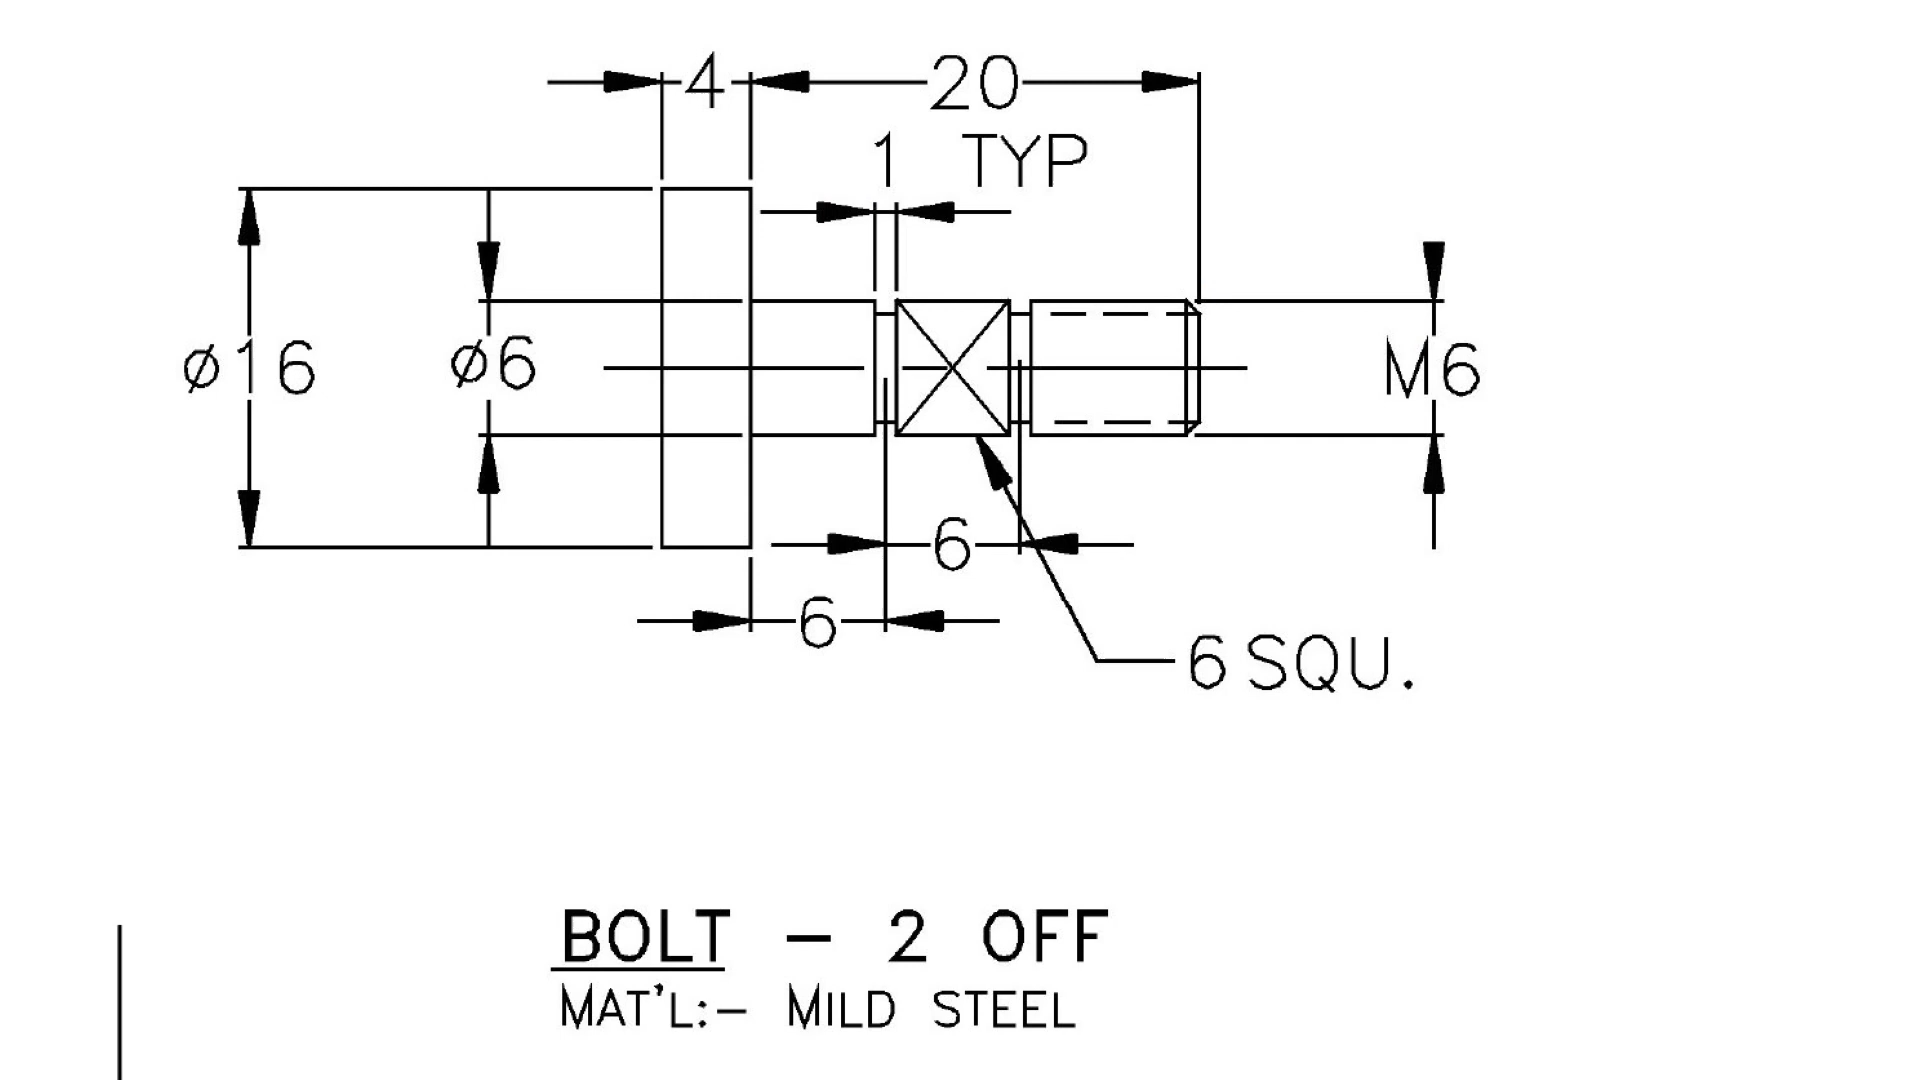 4 20
1 TYP
ø16 ø6 M6
6
6
6 SQU.
BOLT - 2 OFF
MAT'L:- MILD STEEL